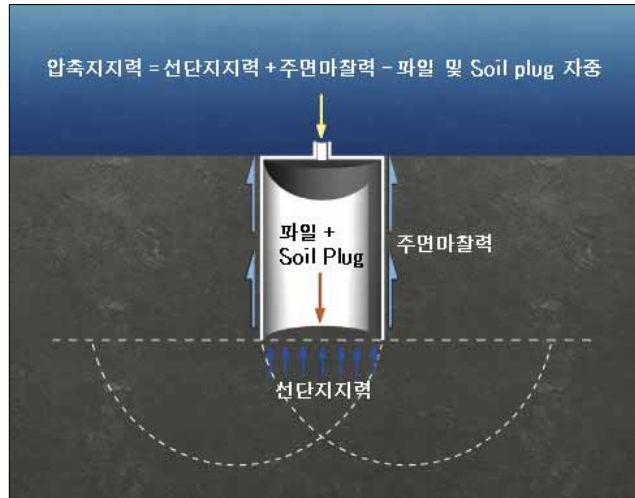 압축지지력 = 선단지지력 + 주면마찰력 - 파일 및 Soil plug 자중
파일 +
Soil Plug
주면마찰력
선단지지력